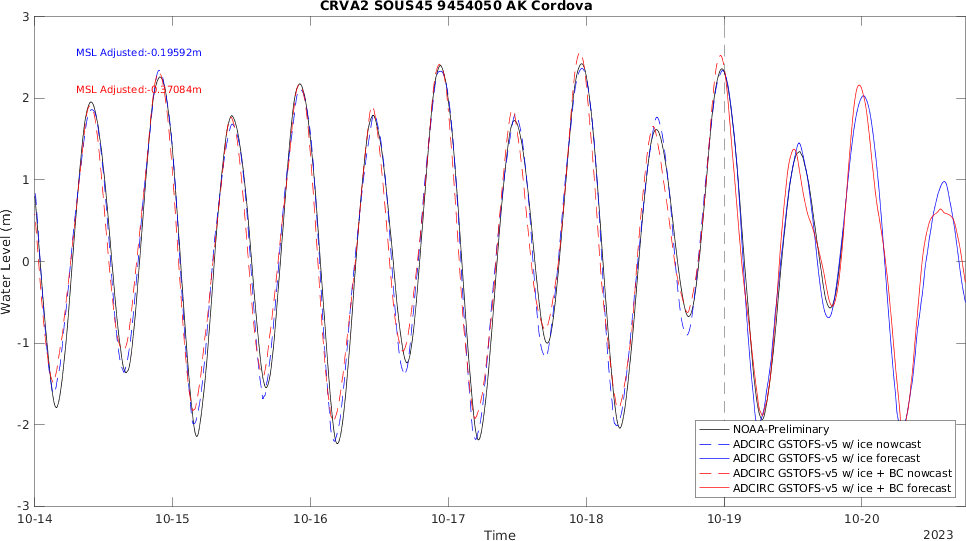 CRVA2 SOUS45 9454050 AK Cordova
3
MSL Adjusted:-0.19592m
MSL Adjusted:-0.37084m
2
1
0
-1
-2
-3
Water Level (m)
NOAA-Preliminary
ADCIRC GSTOFS-v5 w/ ice nowcast
ADCIRC GSTOFS-v5 w/ ice forecast
ADCIRC GSTOFS-v5 w/ ice + BC nowcast
ADCIRC GSTOFS-v5 w/ ice + BC forecast
10-14 10-15 10-16 10-17 10-18 10-19 10-20
Time
2023